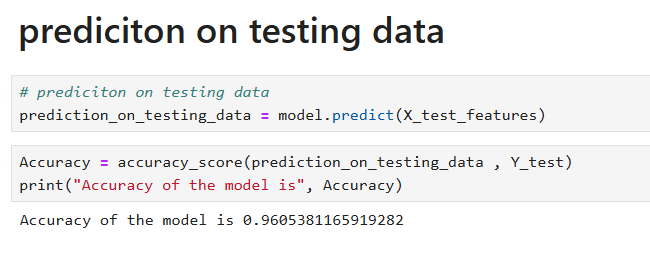 prediciton on testing data
# prediciton on testing data
prediction_on_testing_data = model.predict(X_test_features)
Accuracy = accuracy_score(prediction_on_testing_data , Y_test)
print("Accuracy of the model is", Accuracy)
Accuracy of the model is 0.9605381165919282